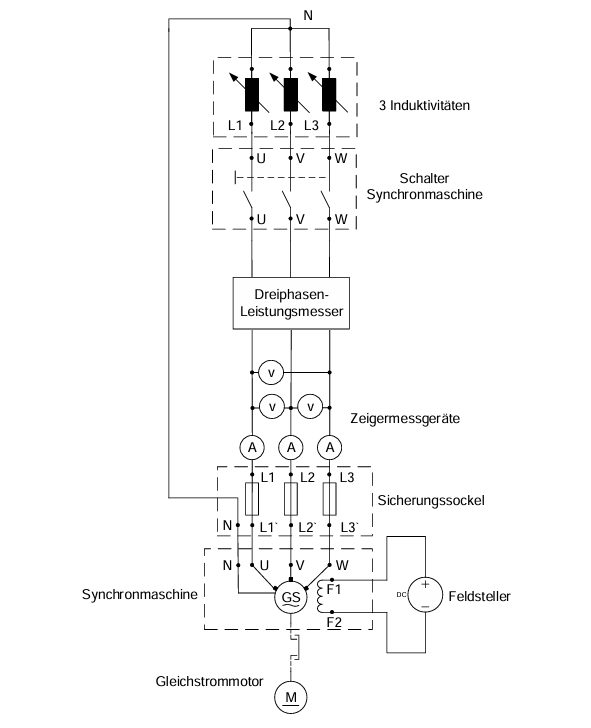 N
3 Induktivitäten
L1 L2 L3
U V W
Schalter
Synchronmaschine
U V W
Dreiphasen-
Leistungsmesser
v
v v
Zeigermessgeräte
A A A
L1 L2 L3
Sicherungssockel
N L1` L2` L3`
N U V W
F1
Synchronmaschine
GS
DC
+
−
Feldsteller
F2
Gleichstrommotor
M